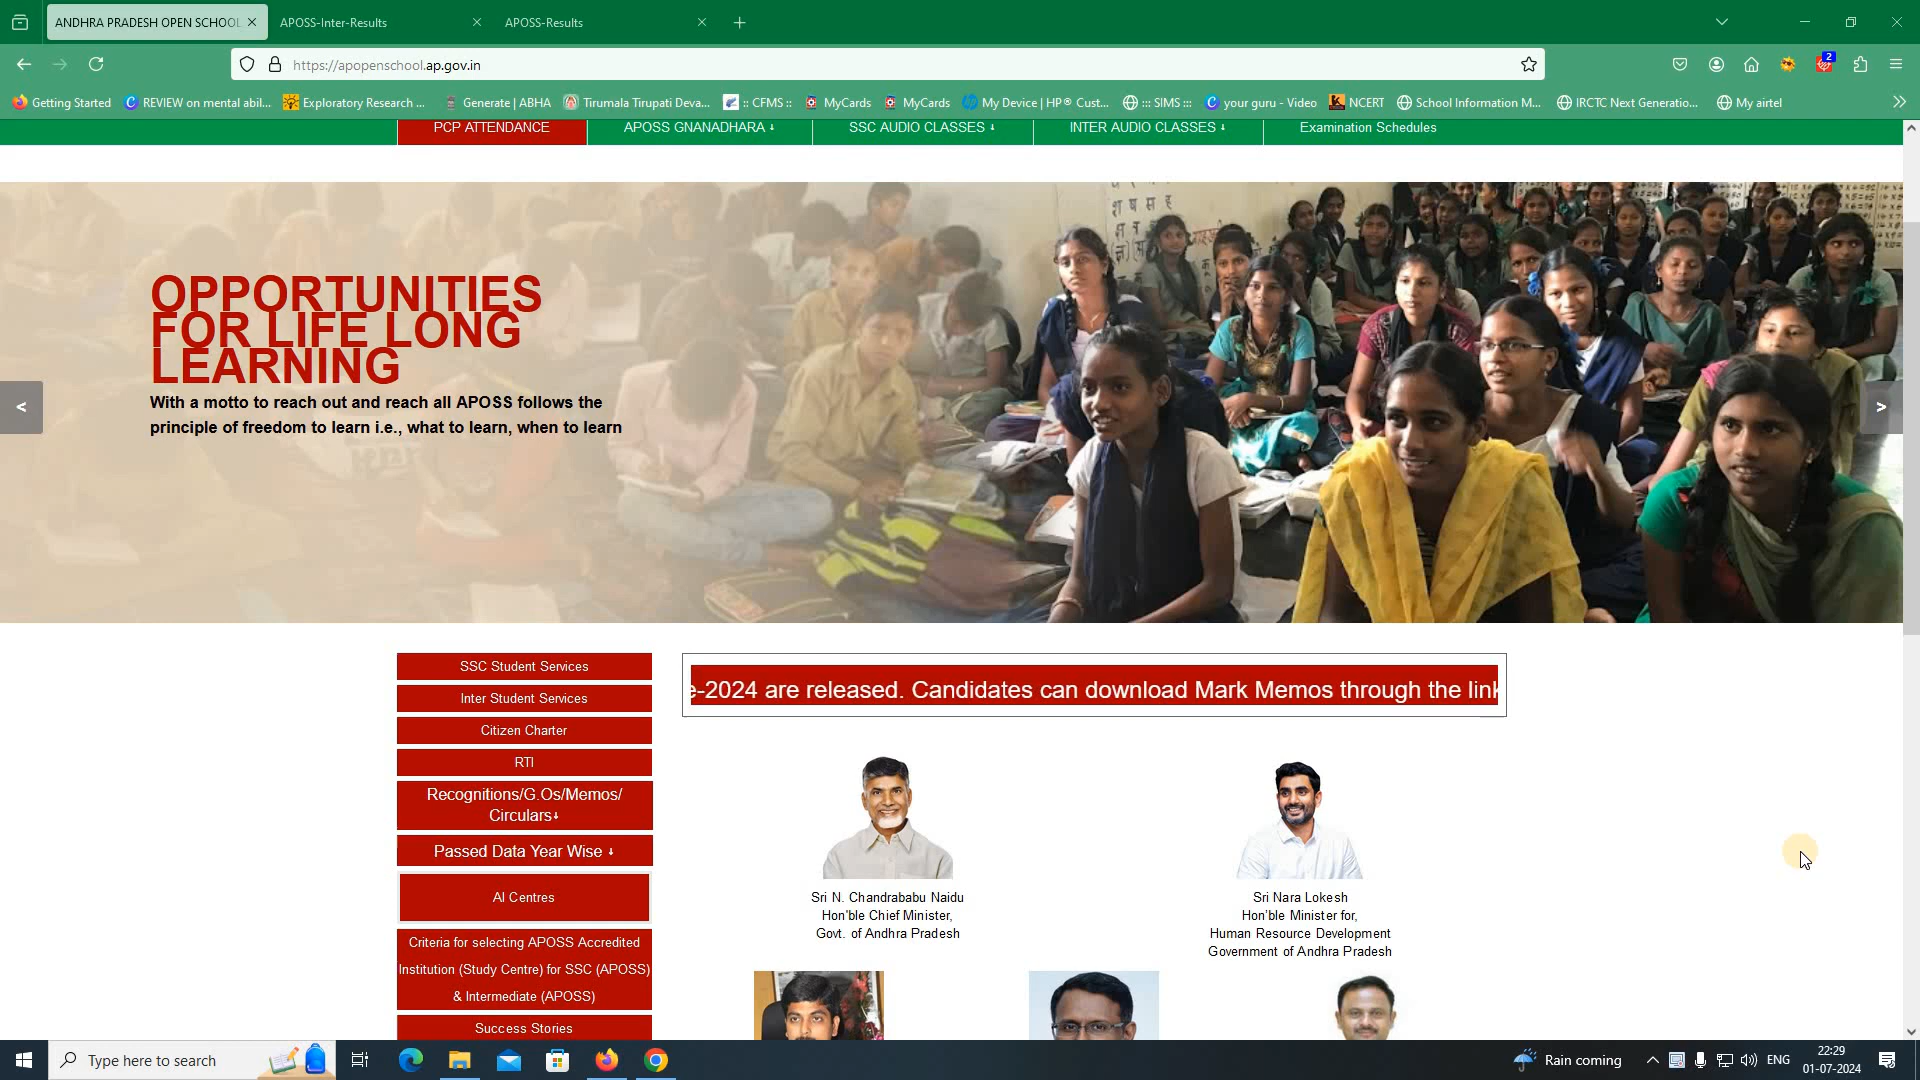 ANDHRA PRADESH OPEN SCHOOL
APOSS-Inter-Results
APOSS-Results
https://apopenschool.ap.gov.in
2
Getting Started
REVIEW on mental abil...
Exploratory Research ...
Generate | ABHA
Tirumala Tirupati Deva...
:: CFMS ::
MyCards
MyCards
My Device | HP® Cust...
::: SIMS :::
your guru - Video
NCERT
School Information M...
IRCTC Next Generatio...
My airtel
PCP ATTENDANCE
APOSS GNANADHARA
SSC AUDIO CLASSES
INTER AUDIO CLASSES
Examination Schedules
OPPORTUNITIES
FOR LIFE LONG
LEARNING
With a motto to reach out and reach all APOSS follows the
principle of freedom to learn i.e., what to learn, when to learn
<
>
SSC Student Services
Inter Student Services
Citizen Charter
RTI
Recognitions/G.Os/Memos/
Circulars
Passed Data Year Wise
AI Centres
Criteria for selecting APOSS Accredited
Institution (Study Centre) for SSC (APOSS)
& Intermediate (APOSS)
Success Stories
e-2024 are released. Candidates can download Mark Memos through the link
Sri N. Chandrababu Naidu
Hon'ble Chief Minister,
Govt. of Andhra Pradesh
Sri Nara Lokesh
Hon'ble Minister for,
Human Resource Development
Government of Andhra Pradesh
Type here to search
Rain coming
ENG
22:29
01-07-2024